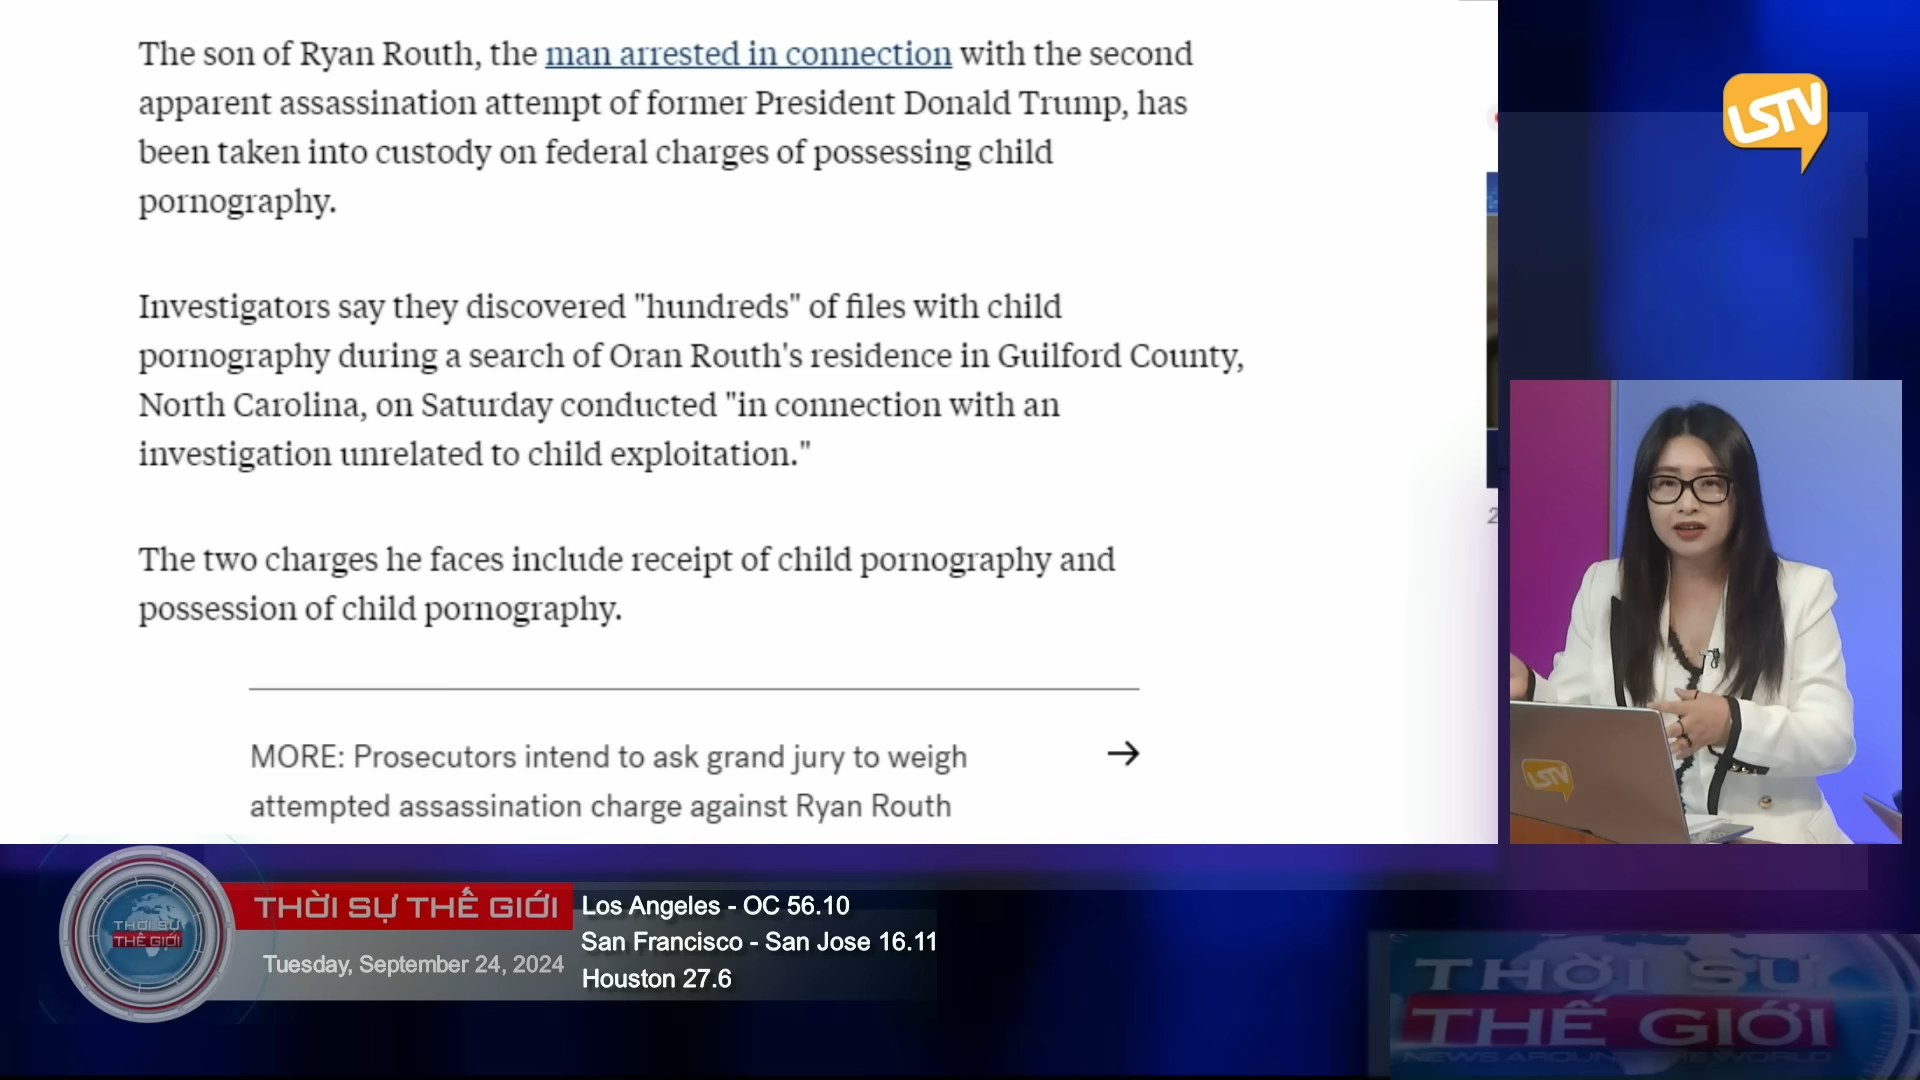 The son of Ryan Routh, the man arrested in connection with the second
apparent assassination attempt of former President Donald Trump, has
been taken into custody on federal charges of possessing child
pornography.
Investigators say they discovered "hundreds" of files with child
pornography during a search of Oran Routh's residence in Guilford County,
North Carolina, on Saturday conducted "in connection with an
investigation unrelated to child exploitation."
The two charges he faces include receipt of child pornography and
possession of child pornography.
MORE: Prosecutors intend to ask grand jury to weigh
attempted assassination charge against Ryan Routh
2
LSTV
LSTV
THỜI SỰ
THẾ GIỚI
THỜI SỰ THẾ GIỚI
Tuesday, September 24, 2024
Los Angeles - OC 56.10
San Francisco - San Jose 16.11
Houston 27.6
THỜI SỰ
THẾ GIỚI
NEWS AROUND THE WORLD